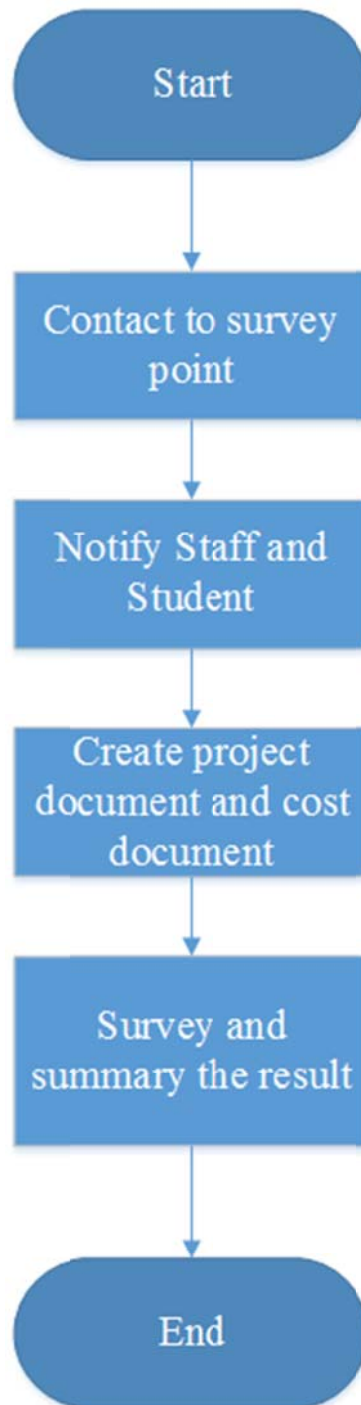 Start
Contact to survey
point
Notify Staff and
Student
Create project
document and cost
document
Survey and
summary the result
End